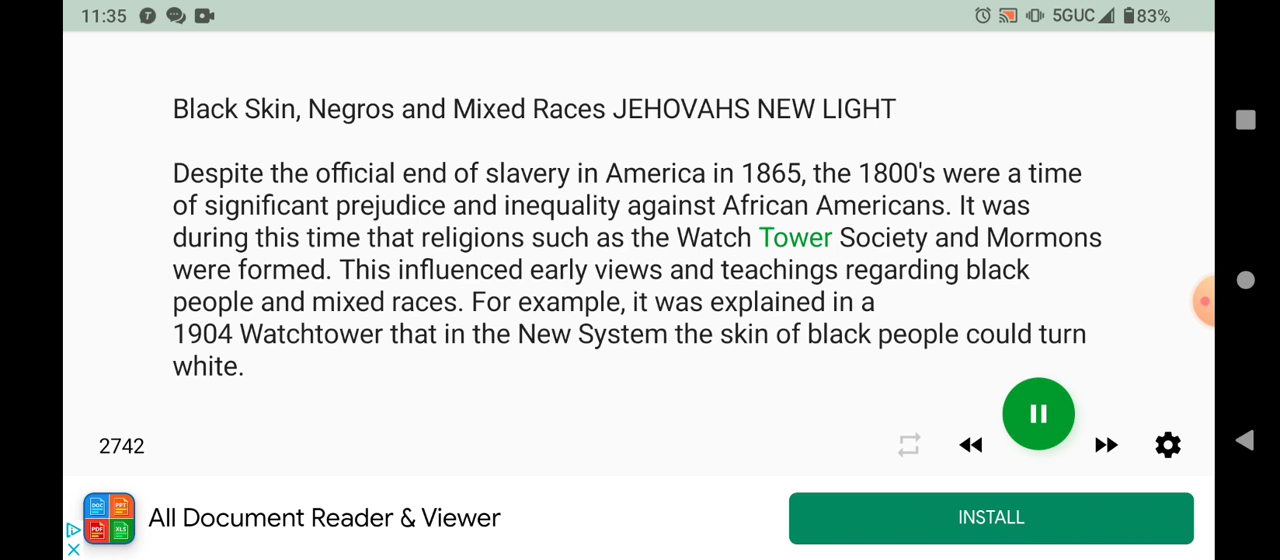 11:35
5GUC 83%
Black Skin, Negros and Mixed Races JEHOVAHS NEW LIGHT
Despite the official end of slavery in America in 1865, the 1800's were a time
of significant prejudice and inequality against African Americans. It was
during this time that religions such as the Watch Tower Society and Mormons
were formed. This influenced early views and teachings regarding black
people and mixed races. For example, it was explained in a
1904 Watchtower that in the New System the skin of black people could turn
white.
2742
DOC PPT
PDF XLS
All Document Reader & Viewer
INSTALL